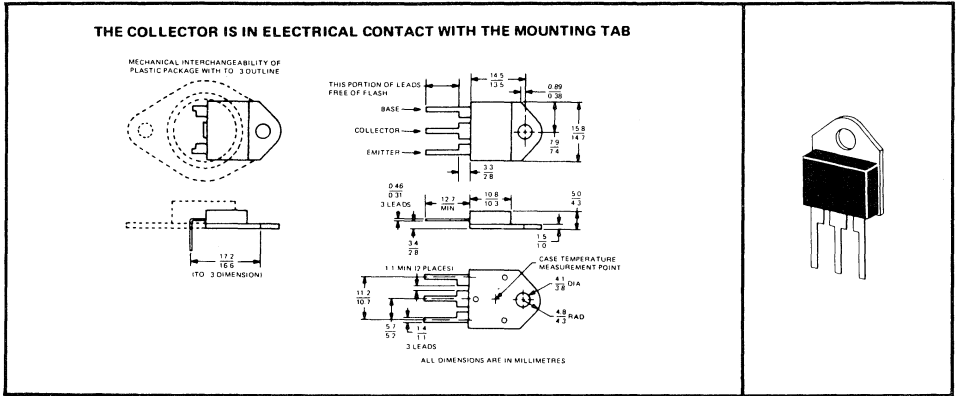 THE COLLECTOR IS IN ELECTRICAL CONTACT WITH THE MOUNTING TAB
MECHANICAL INTERCHANGEABILITY OF
PLASTIC PACKAGE WITH TO 3 OUTLINE
THIS PORTION OF LEADS
FREE OF FLASH
BASE
COLLECTOR
EMITTER
14.5
13.5
0.89
0.38
15.8
14.7
7.9
7.4
3.3
2.8
0.46
0.31
3 LEADS
12.7
MIN
10.8
10.3
5.0
4.3
3.4
2.8
1.5
1.0
17.2
16.6
(TO 3 DIMENSION)
1.1 MIN (2 PLACES)
CASE TEMPERATURE
MEASUREMENT POINT
4.1
3.8 DIA
11.2
10.7
4.8
4.3 RAD
5.7
5.2
1.4
1.1
3 LEADS
ALL DIMENSIONS ARE IN MILLIMETRES